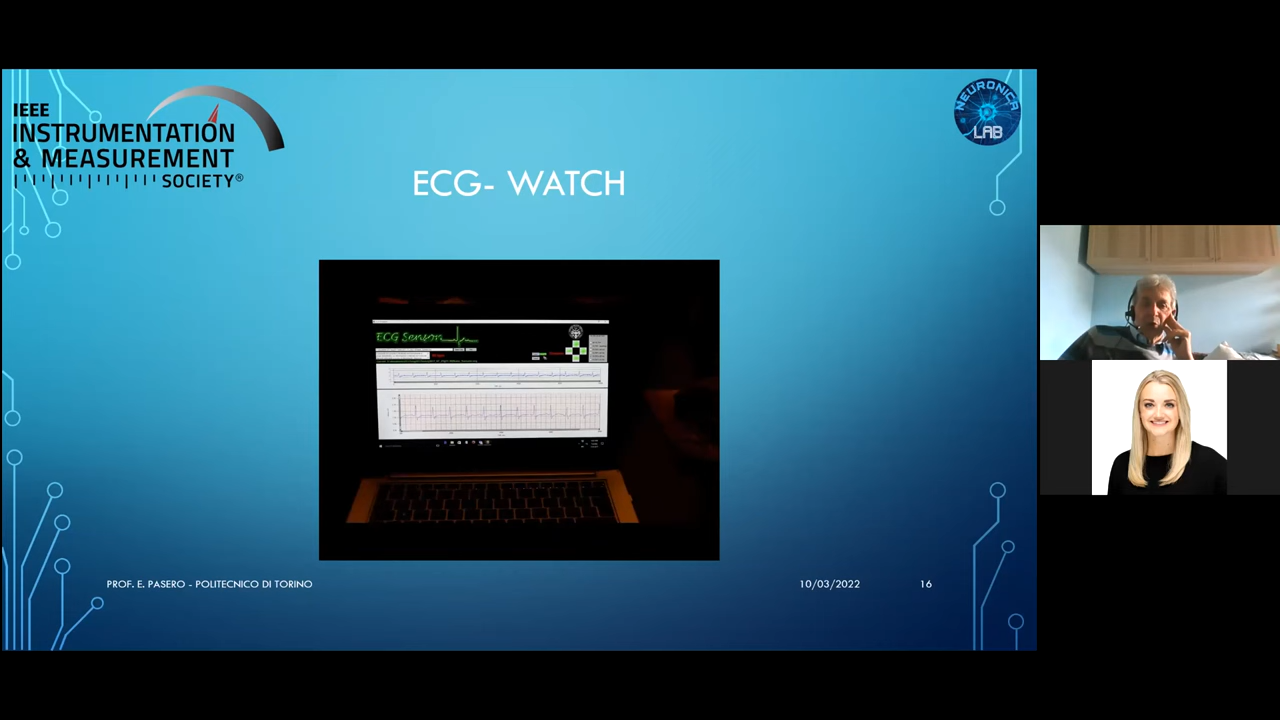 IEEE
INSTRUMENTATION
& MEASUREMENT
SOCIETY®
NEURONICA
LAB
ECG- WATCH
ECG Sensor
PROF. E. PASERO - POLITECNICO DI TORINO
10/03/2022
16